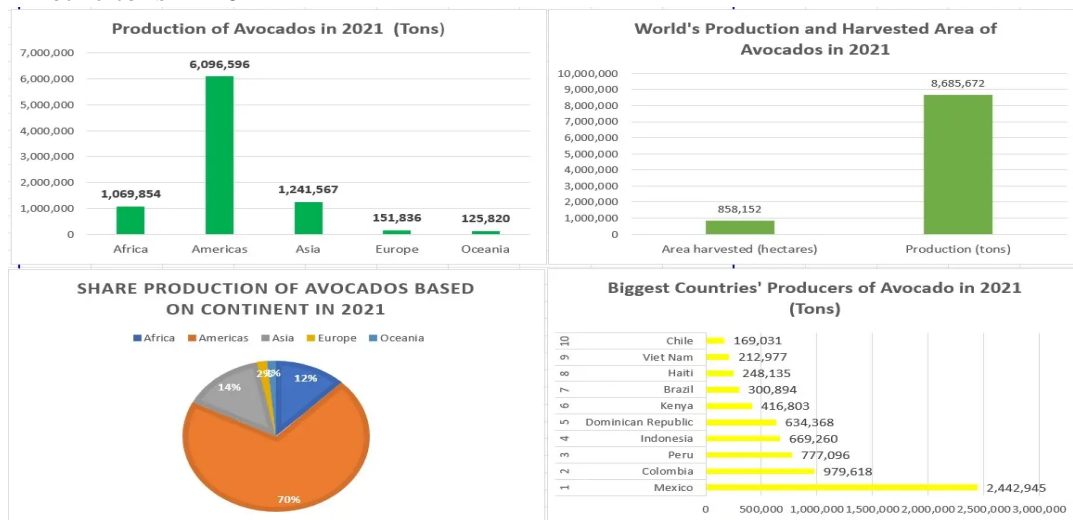 Production of Avocados in 2021 (Tons)
7,000,000
6,000,000
5,000,000
4,000,000
3,000,000
2,000,000
1,000,000
0
1,069,854
6,096,596
1,241,567
151,836
125,820
Africa Americas Asia Europe Oceania
World's Production and Harvested Area of
Avocados in 2021
10,000,000
9,000,000
8,000,000
7,000,000
6,000,000
5,000,000
4,000,000
3,000,000
2,000,000
1,000,000
0
858,152
8,685,672
Area harvested (hectares) Production (tons)
SHARE PRODUCTION OF AVOCADOS BASED
ON CONTINENT IN 2021
Africa Americas Asia Europe Oceania
12%
70%
14%
2%
Biggest Countries' Producers of Avocado in 2021
(Tons)
10 Chile 169,031
9 Viet Nam 212,977
8 Haiti 248,135
7 Brazil 300,894
6 Kenya 416,803
5 Dominican Republic 634,368
4 Indonesia 669,260
3 Peru 777,096
2 Colombia 979,618
1 Mexico 2,442,945
0 500,000 1,000,000 1,500,000 2,000,000 2,500,000 3,000,000